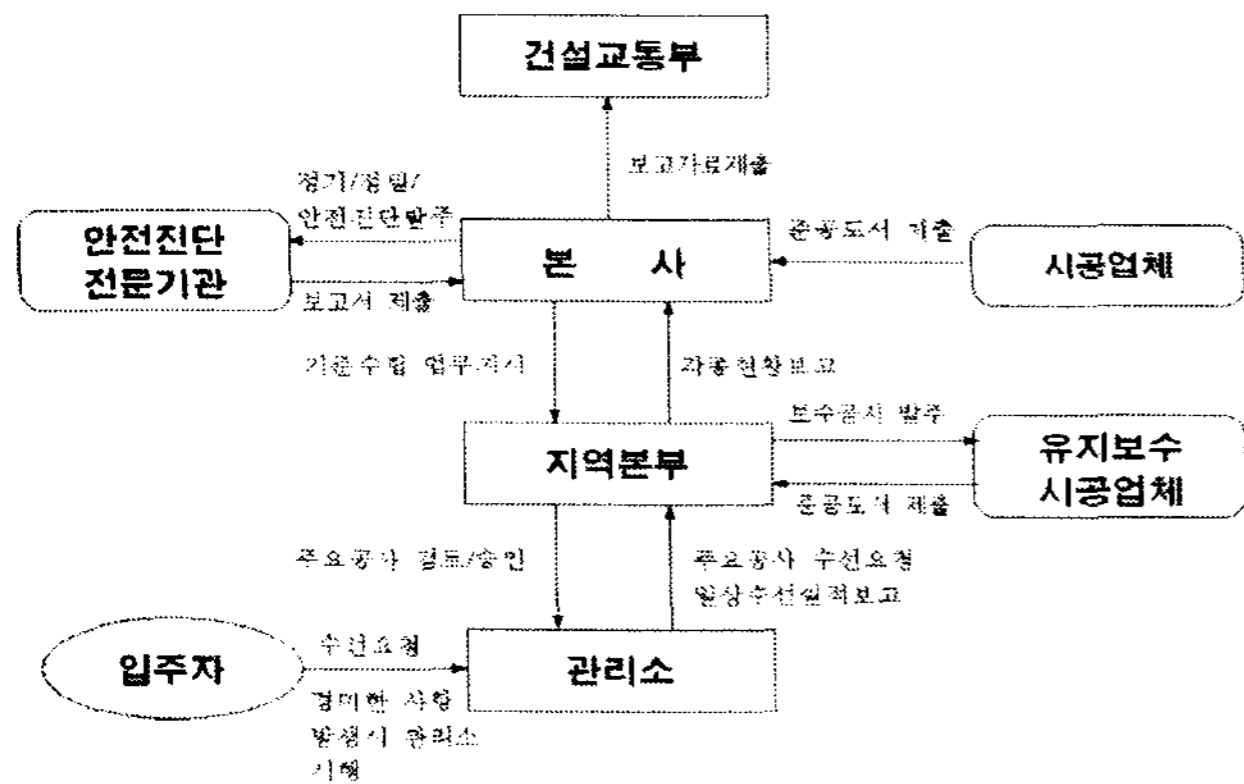 건설교통부
보고자료제출
정기/정밀/
안전진단발주
안전진단
전문기관
보고서 제출
본 사
준공도서 제출
시공업체
기준수립 업무지시
각종현황보고
지역본부
보수공사 발주
준공도서 제출
유지보수
시공업체
주요공사 검토/승인
주요공사 수선요청
일상수선실적보고
입주자
수선요청
관리소
경미한 사항
발생시 관리소
시행